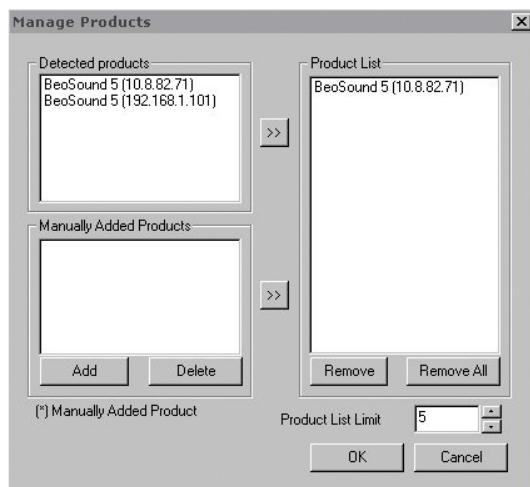 Manage Products
Detected products
BeoSound 5 (10.8.82.71)
BeoSound 5 (192.168.1.101)
>>
Manually Added Products
>>
Add
Delete
(*) Manually Added Product
Product List
BeoSound 5 (10.8.82.71)
Remove
Remove All
Product List Limit
5
OK
Cancel